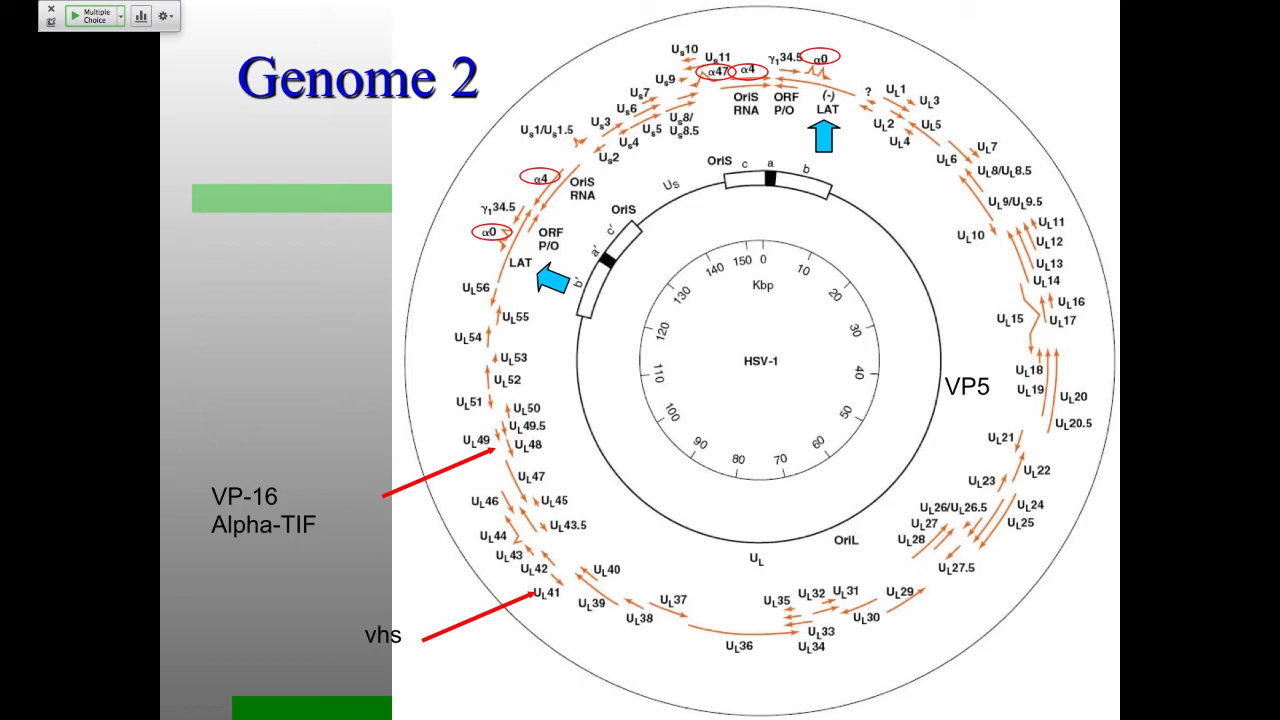 Multiple
Choice
Genome 2
Us10
Us11
γ134.5
α0
α47
α4
Us9
Us7
Us6
Us3
Us1/Us1.5
Us8/
Us8.5
Us5
Us4
Us2
OriS
RNA
ORF
P/O
(-)
LAT
?
UL1
UL3
UL2
UL5
UL4
UL6
UL7
UL8/UL8.5
UL9/UL9.5
UL10
UL11
UL12
UL13
UL14
UL16
UL15
UL17
UL18
UL19
UL20
UL20.5
UL21
UL22
UL23
UL24
UL25
UL26/UL26.5
UL27
UL28
UL27.5
UL29
UL30
UL31
UL32
UL35
UL33
UL34
UL36
UL37
UL38
UL39
UL40
UL41
UL42
UL43
UL44
UL43.5
UL45
UL46
UL47
UL48
UL49
UL49.5
UL50
UL51
UL52
UL53
UL54
UL55
UL56
LAT
α0
γ134.5
ORF
P/O
α4
OriS
RNA
OriS
c
a
b
Us
OriS
c'
a'
b'
OriL
UL
0
10
20
30
40
50
60
70
80
90
100
110
120
130
140
150
Kbp
HSV-1
VP5
VP-16
Alpha-TIF
vhs